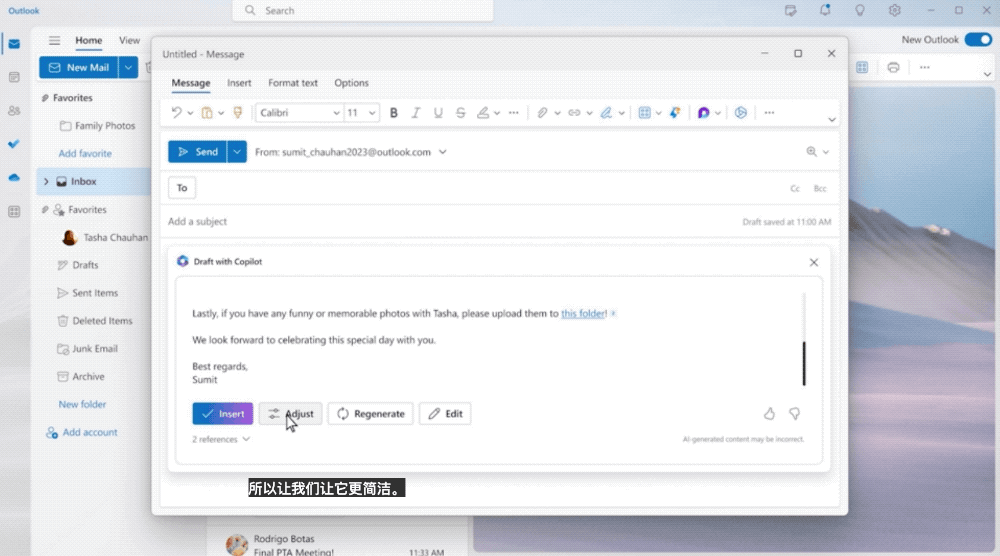 Outlook
Search
Home View
New Outlook
New Mail
Favorites
Family Photos
Add favorite
Inbox
Favorites
Tasha Chauhan
Drafts
Sent Items
Deleted Items
Junk Email
Archive
New folder
Add account
Untitled - Message
Message Insert Format text Options
Calibri 11 B I U S
Send From: sumit_chauhan2023@outlook.com
To Cc Bcc
Add a subject Draft saved at 11:00 AM
Draft with Copilot
Lastly, if you have any funny or memorable photos with Tasha, please upload them to this folder!
We look forward to celebrating this special day with you.
Best regards,
Sumit
Insert Adjust Regenerate Edit
2 references AI-generated content may be incorrect.
所以让我们让它更简洁。
Rodrigo Botas
Final PTA Meeting! 11:33 AM